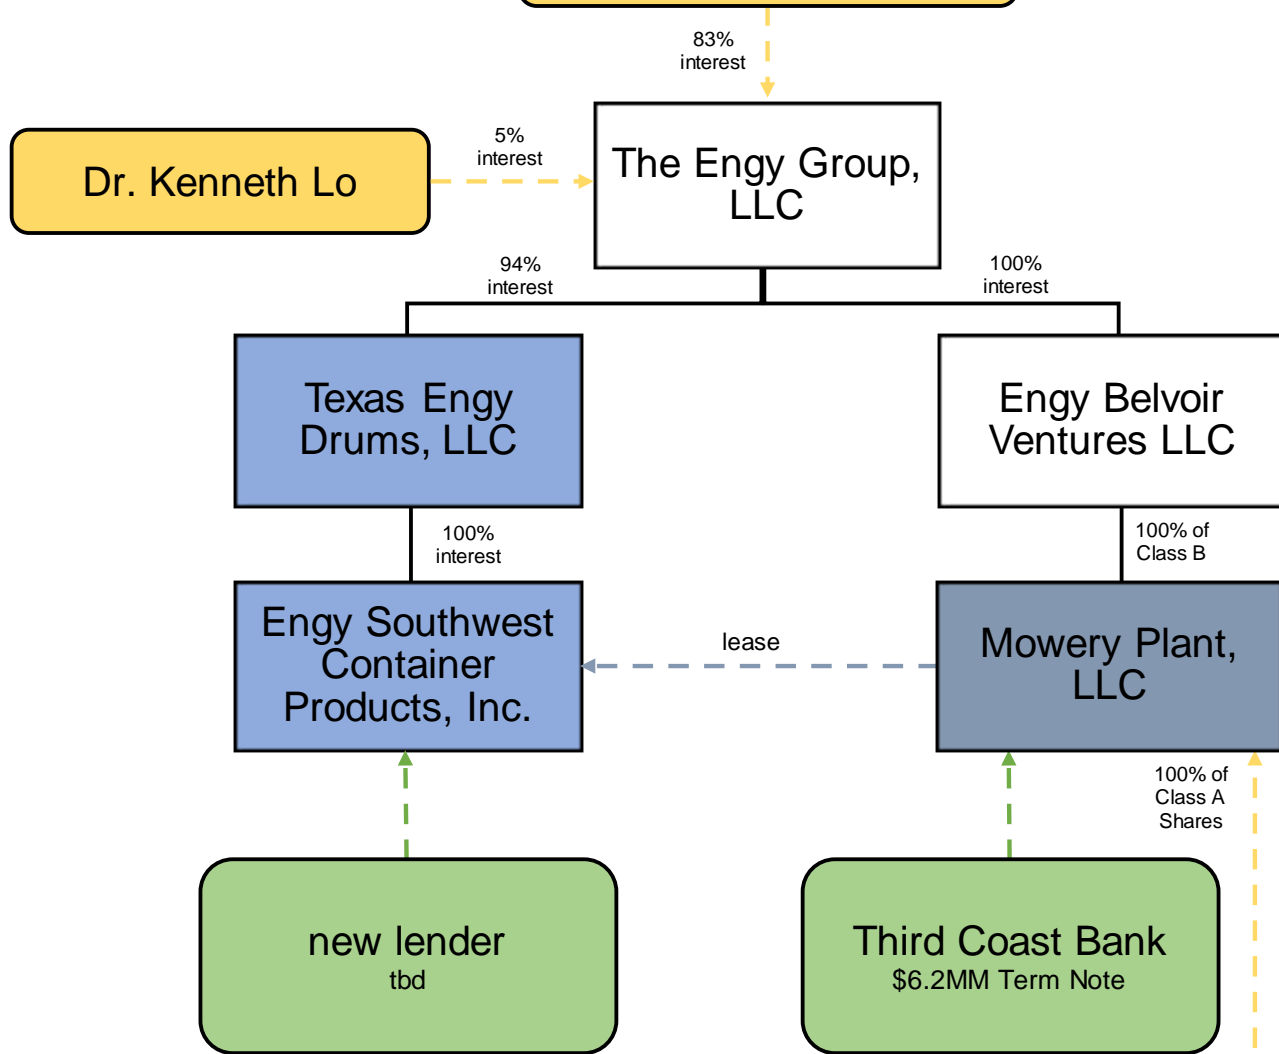 83%
interest
5%
interest
Dr. Kenneth Lo
The Engy Group,
LLC
94%
interest
100%
interest
Texas Engy
Drums, LLC
Engy Belvoir
Ventures LLC
100%
interest
100% of
Class B
Engy Southwest
Container
Products, Inc.
lease
Mowery Plant,
LLC
100% of
Class A
Shares
new lender
tbd
Third Coast Bank
$6.2MM Term Note